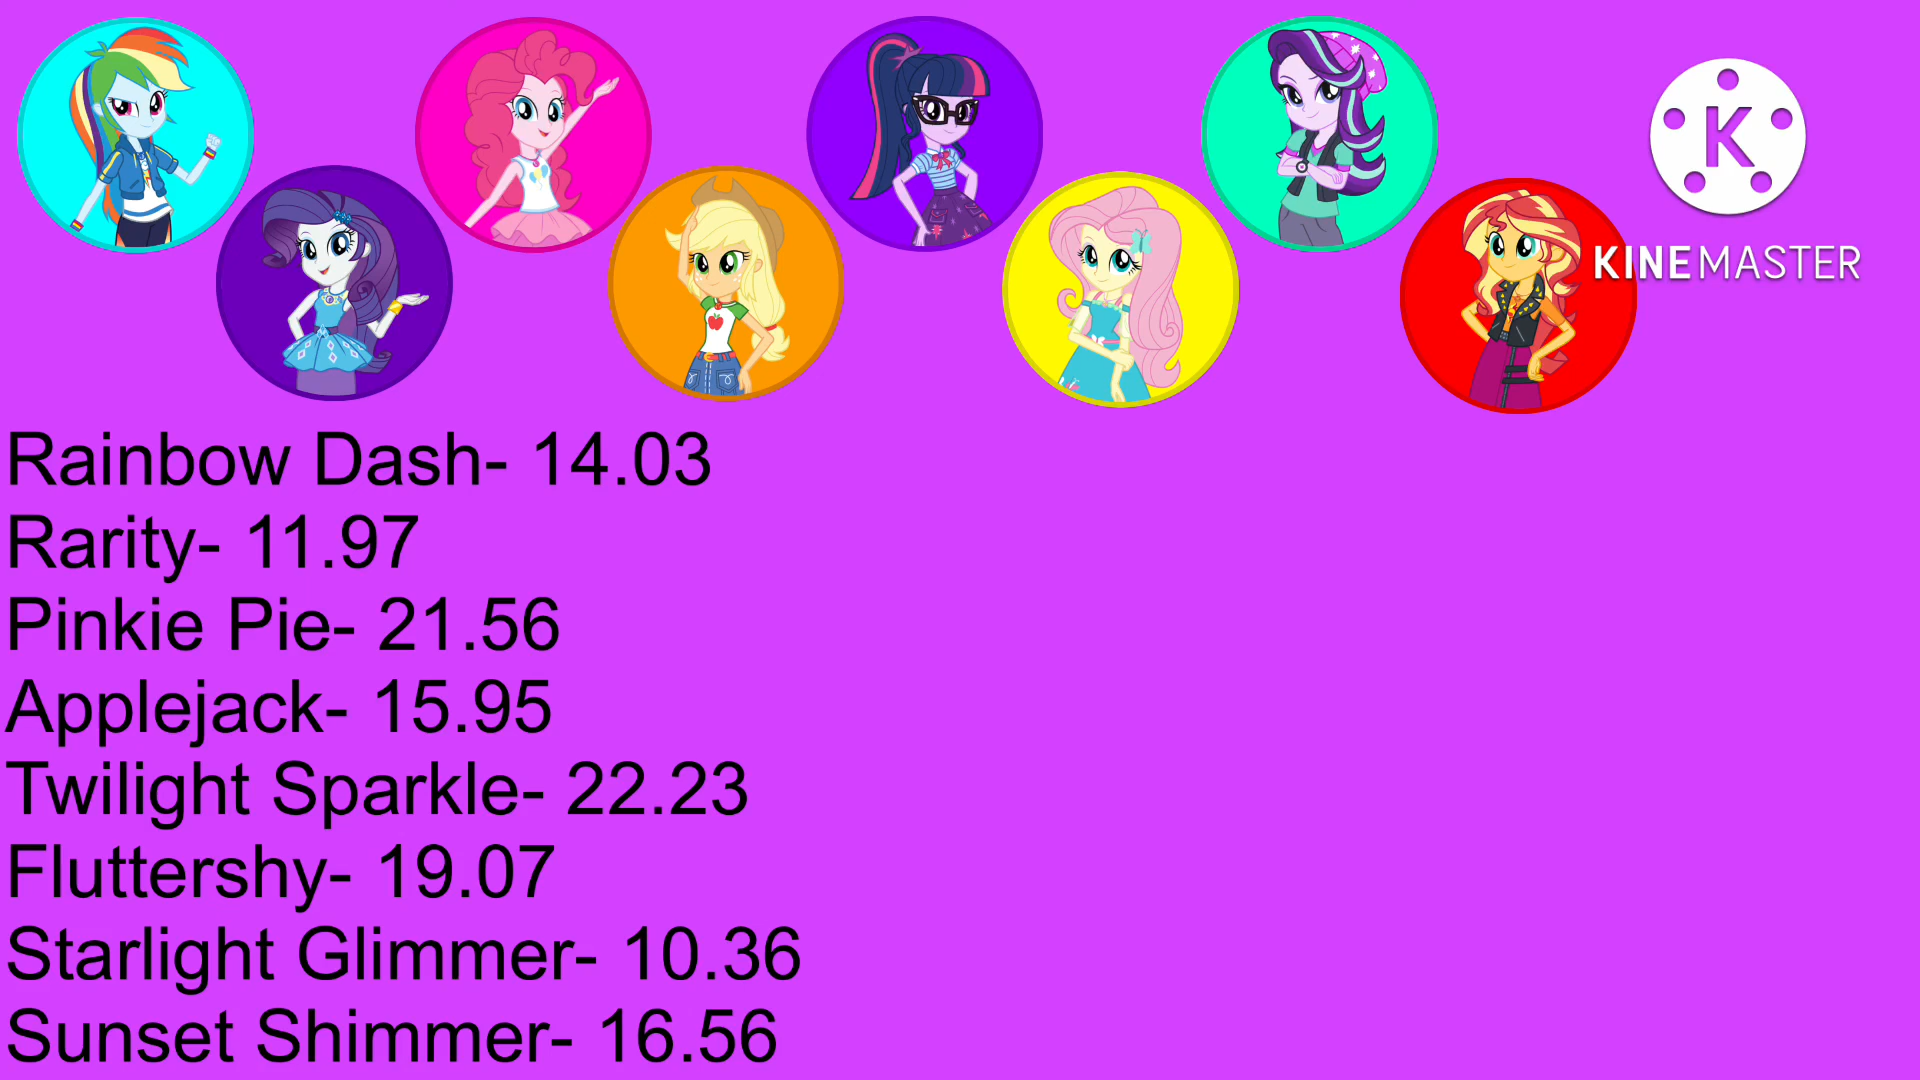 K
KINEMASTER
Rainbow Dash- 14.03
Rarity- 11.97
Pinkie Pie- 21.56
Applejack- 15.95
Twilight Sparkle- 22.23
Fluttershy- 19.07
Starlight Glimmer- 10.36
Sunset Shimmer- 16.56